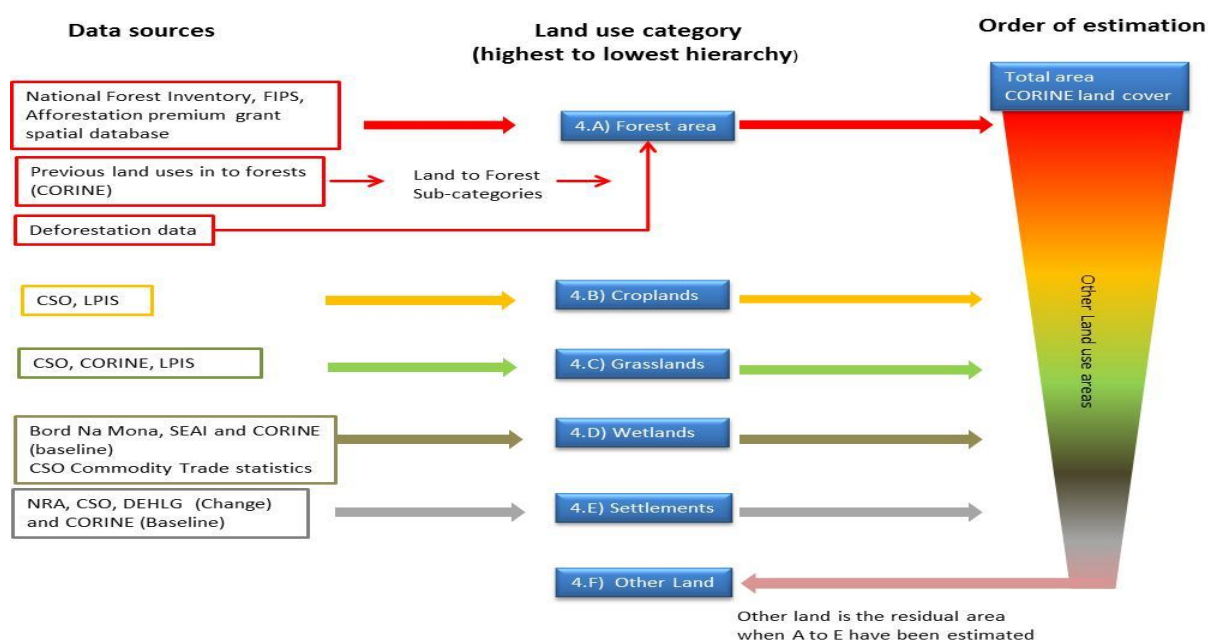 Data sources
Land use category
(highest to lowest hierarchy)
Order of estimation
National Forest Inventory, FIPS,
Afforestation premium grant
spatial database
4.A) Forest area
Total area
CORINE land cover
Previous land uses in to forests
(CORINE)
Land to Forest
Sub-categories
Deforestation data
CSO, LPIS
4.B) Croplands
CSO, CORINE, LPIS
4.C) Grasslands
Bord Na Mona, SEAI and CORINE
(baseline)
CSO Commodity Trade statistics
4.D) Wetlands
NRA, CSO, DEHLG (Change)
and CORINE (Baseline)
4.E) Settlements
Other Land use areas
4.F) Other Land
Other land is the residual area
when A to E have been estimated